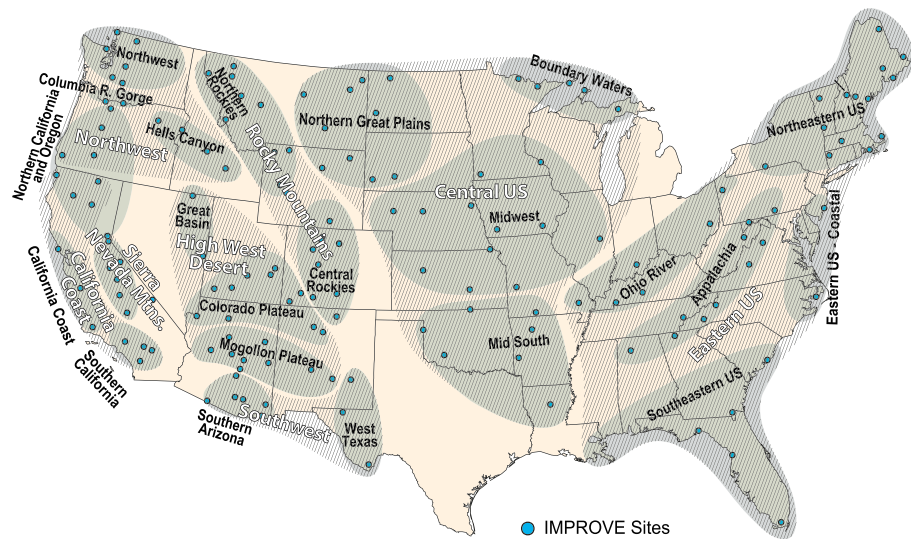 Northwest
Columbia R. Gorge
Northern California
and Oregon
Northwest
Hells Canyon
Northern
Rockies
Rocky Mountains
Northern Great Plains
Boundary Waters
Northeastern US
Central US
Midwest
Great
Basin
High West
Desert
Central
Rockies
Colorado Plateau
Mogollon Plateau
Sierra
Nevada Mtns.
California
Coast
California Coast
Southern
California
Southern
Arizona
Southwest
West
Texas
Mid South
Ohio River
Appalachia
Eastern US
Eastern US - Coastal
Southeastern US
IMPROVE Sites